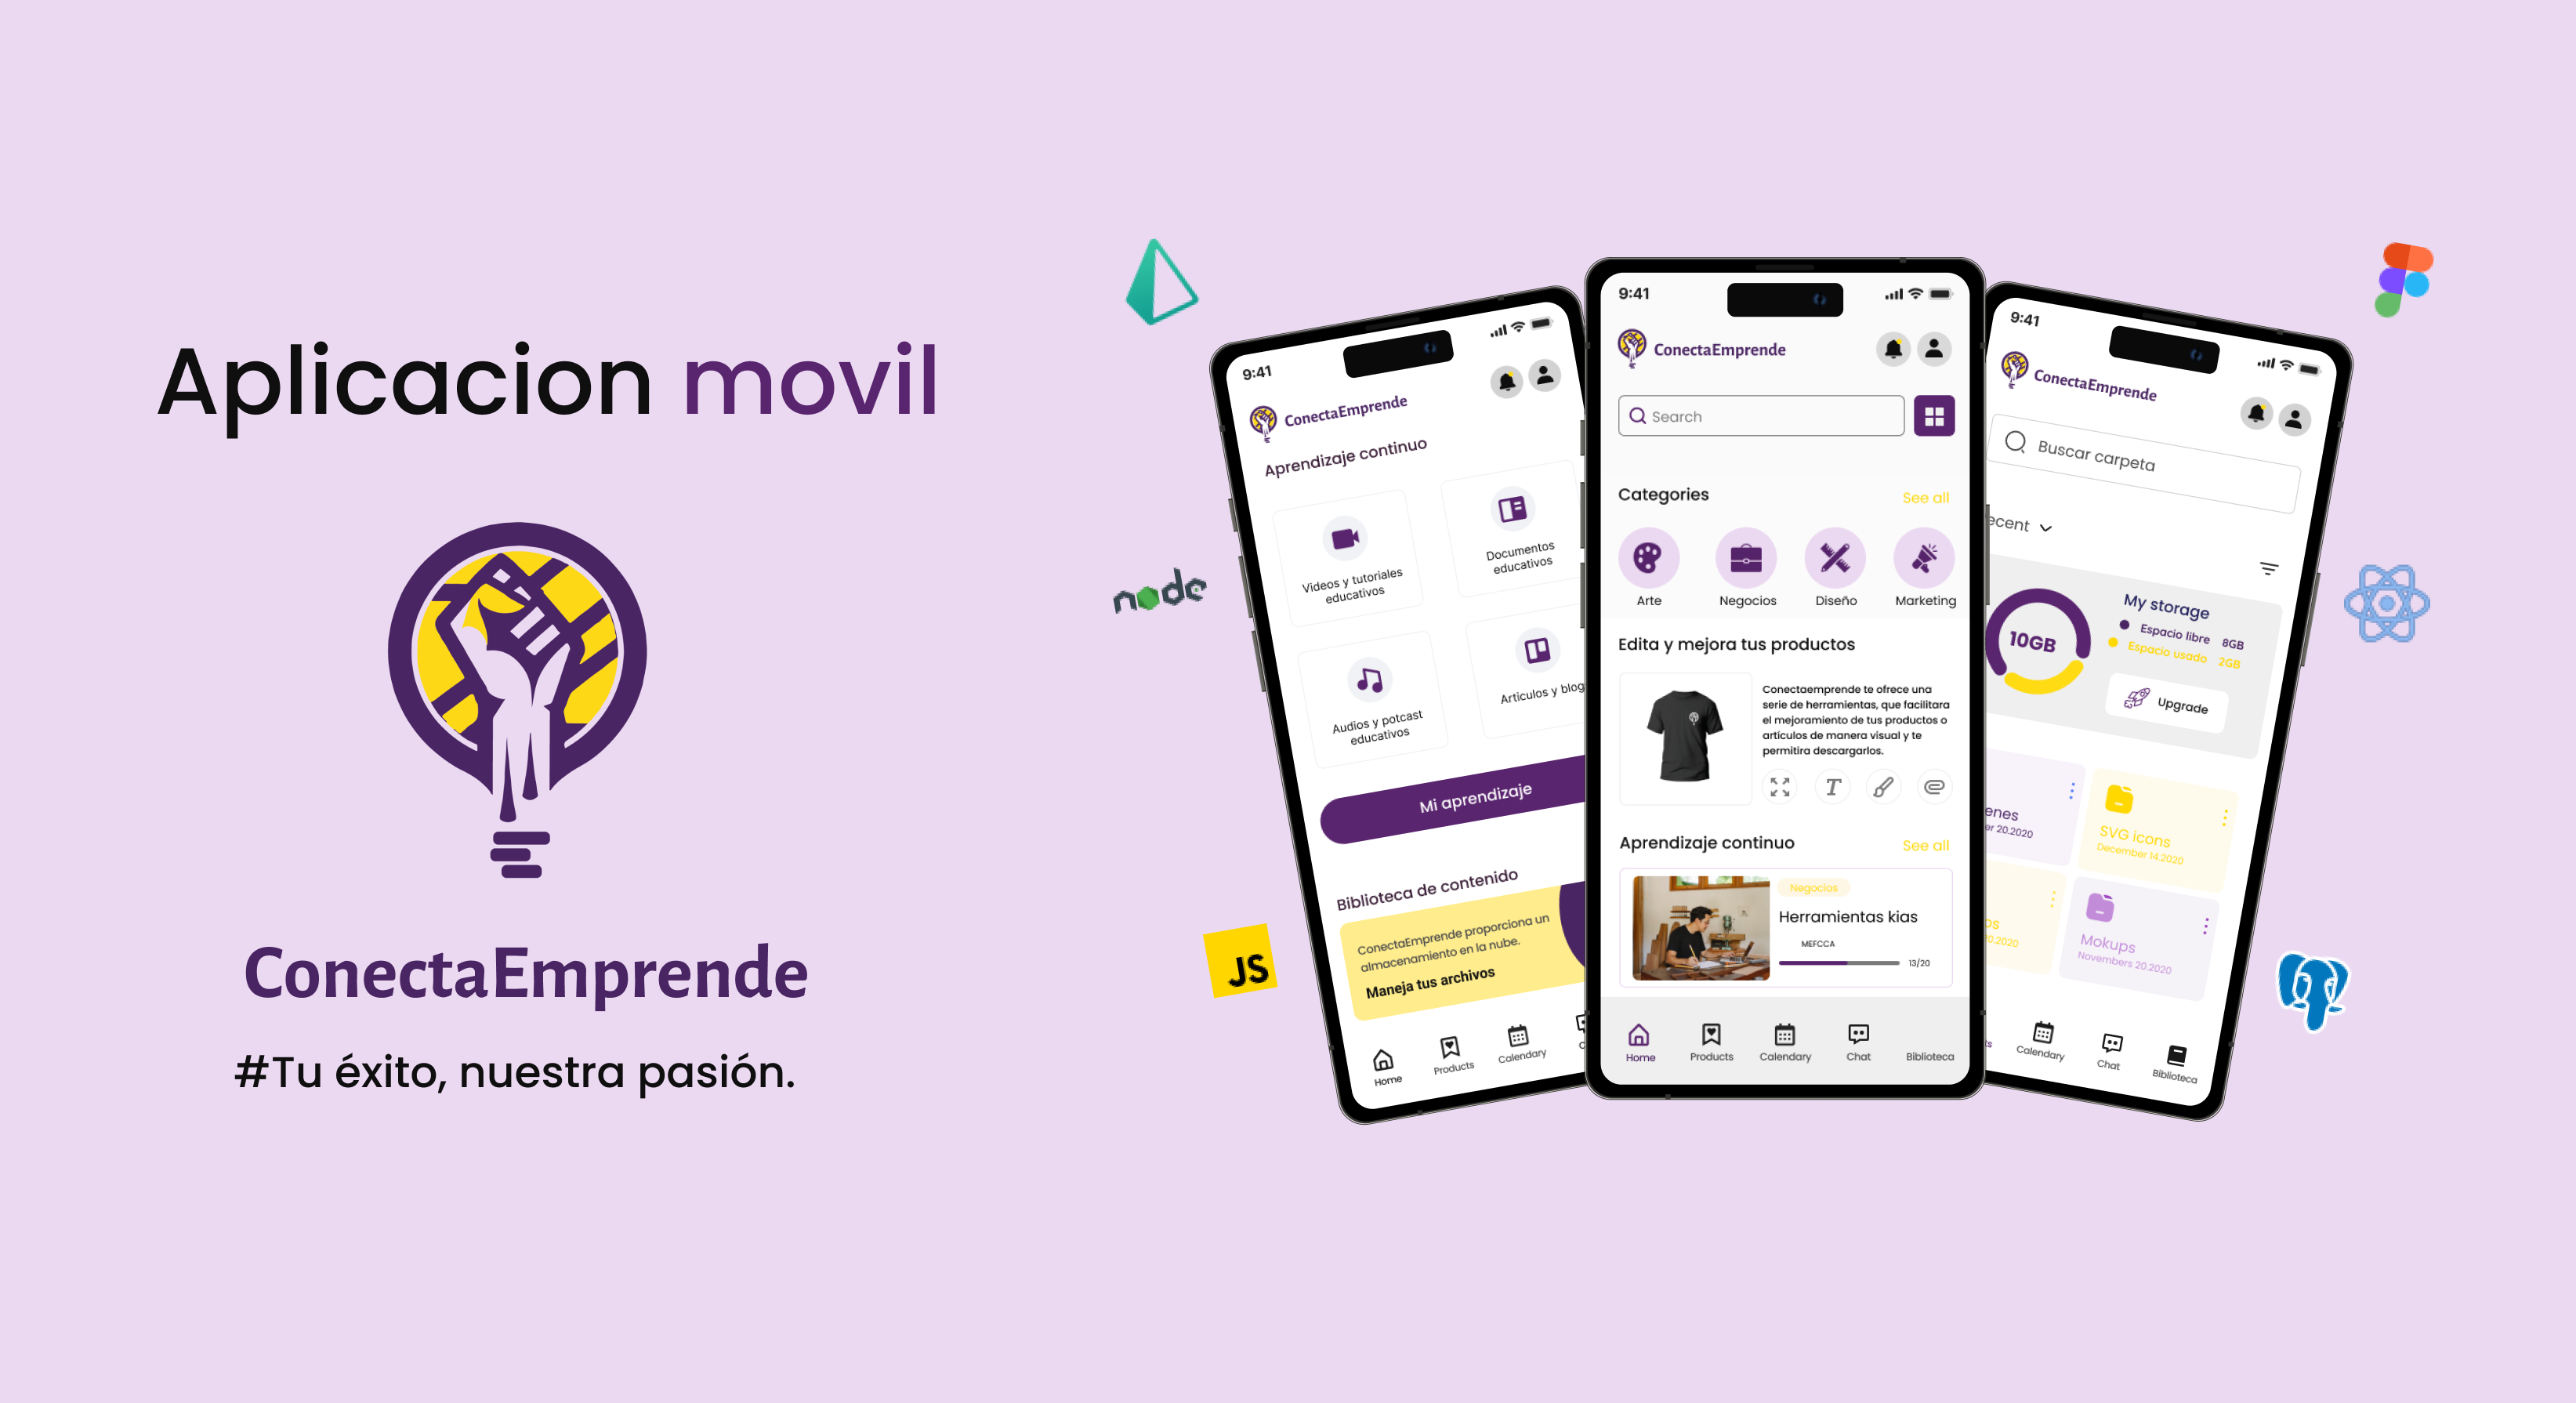 Aplicacion movil
ConectaEmprende
#Tu éxito, nuestra pasión.
node
JS
9:41
ConectaEmprende
Aprendizaje continuo
Videos y tutoriales
educativos
Documentos
educativos
Audios y potcast
educativos
Articulos y blog
Mi aprendizaje
Biblioteca de contenido
ConectaEmprende proporciona un
almacenamiento en la nube.
Maneja tus archivos
Home
Products
Calendary
9:41
ConectaEmprende
Search
Categories
See all
Arte
Negocios
Diseño
Marketing
Edita y mejora tus productos
Conectaemprende te ofrece una
serie de herramientas, que facilitara
el mejoramiento de tus productos o
artículos de manera visual y te
permitira descargarlos.
T
Aprendizaje continuo
See all
Negocios
Herramientas kias
MEFCCA
13/20
Home
Products
Calendary
Chat
Biblioteca
9:41
ConectaEmprende
Buscar carpeta
ecent
My storage
10GB
Espacio libre 8GB
Espacio usado 2GB
Upgrade
enes
er 20.2020
SVG icons
December 14.2020
os
0.2020
Mokups
Novembers 20.2020
ts
Calendary
Chat
Biblioteca